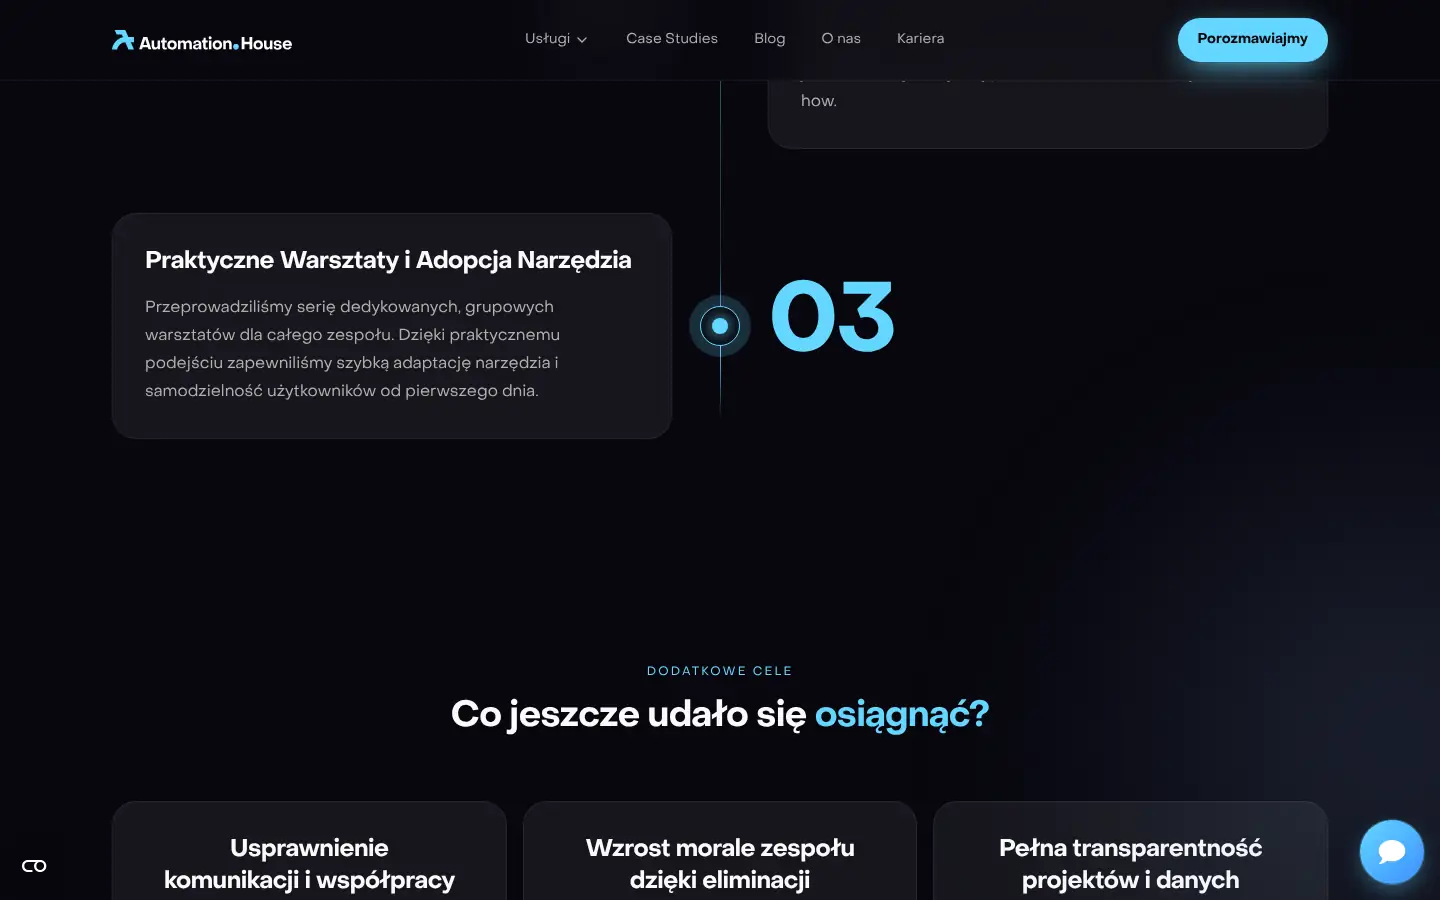 Automation.House
Usługi
Case Studies
Blog
O nas
Kariera
Porozmawiajmy
how.
Praktyczne Warsztaty i Adopcja Narzędzia
Przeprowadziliśmy serię dedykowanych, grupowych
warsztatów dla całego zespołu. Dzięki praktycznemu
podejściu zapewniliśmy szybką adaptację narzędzia i
samodzielność użytkowników od pierwszego dnia.
03
DODATKOWE CELE
Co jeszcze udało się osiągnąć?
Usprawnienie
komunikacji i współpracy
Wzrost morale zespołu
dzięki eliminacji
Pełna transparentność
projektów i danych